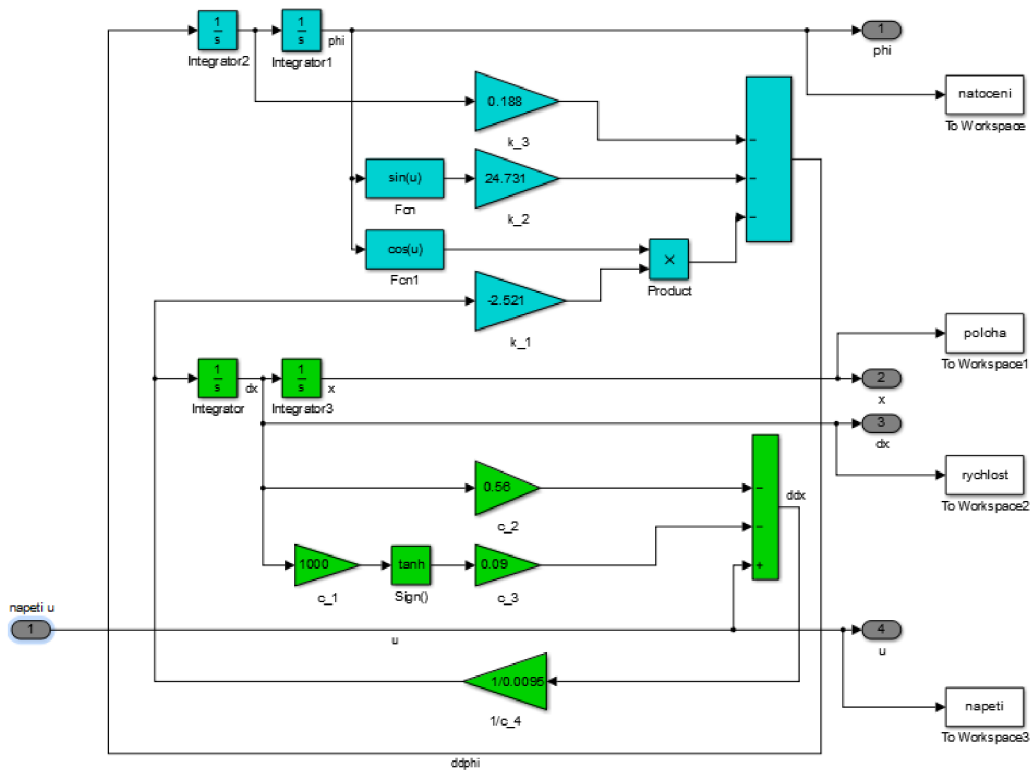 1
s
Integrator2
1
s
Integrator1
phi
1
phi
natoceni
To Workspace
0.188
k_3
sin(u)
Fcn
24.731
k_2
cos(u)
Fcn1
×
Product
-2.521
k_1
−
−
−
1
s
Integrator
dx
1
s
Integrator3
x
poloha
To Workspace1
2
x
3
dx
rychlost
To Workspace2
0.56
c_2
1000
c_1
tanh
Sign()
0.09
c_3
−
−
+
ddx
napeti u
1
u
4
u
1/0.0095
1/c_4
napeti
To Workspace3
ddphi